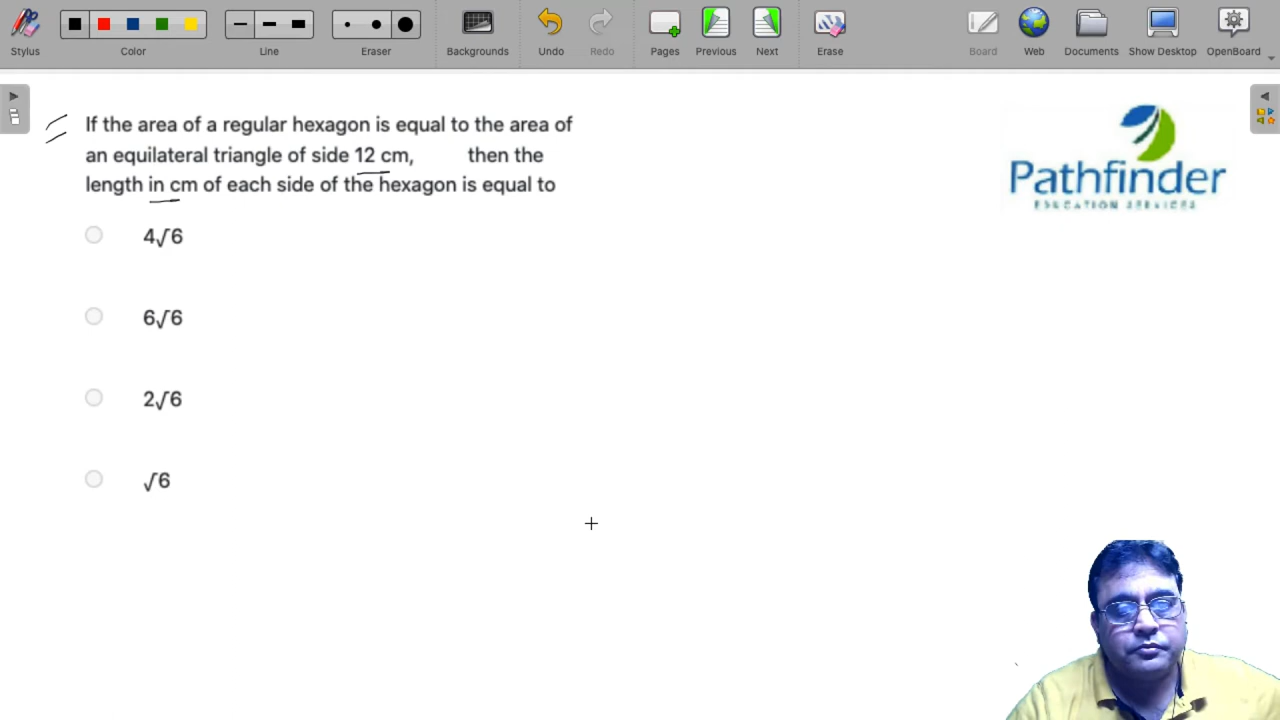 Stylus Color Line Eraser Backgrounds Undo Redo Pages Previous Next Erase Board Web Documents Show Desktop OpenBoard
If the area of a regular hexagon is equal to the area of
an equilateral triangle of side 12 cm, then the
length in cm of each side of the hexagon is equal to
4√6
6√6
2√6
√6
Pathfinder
EDUCATION SERVICES